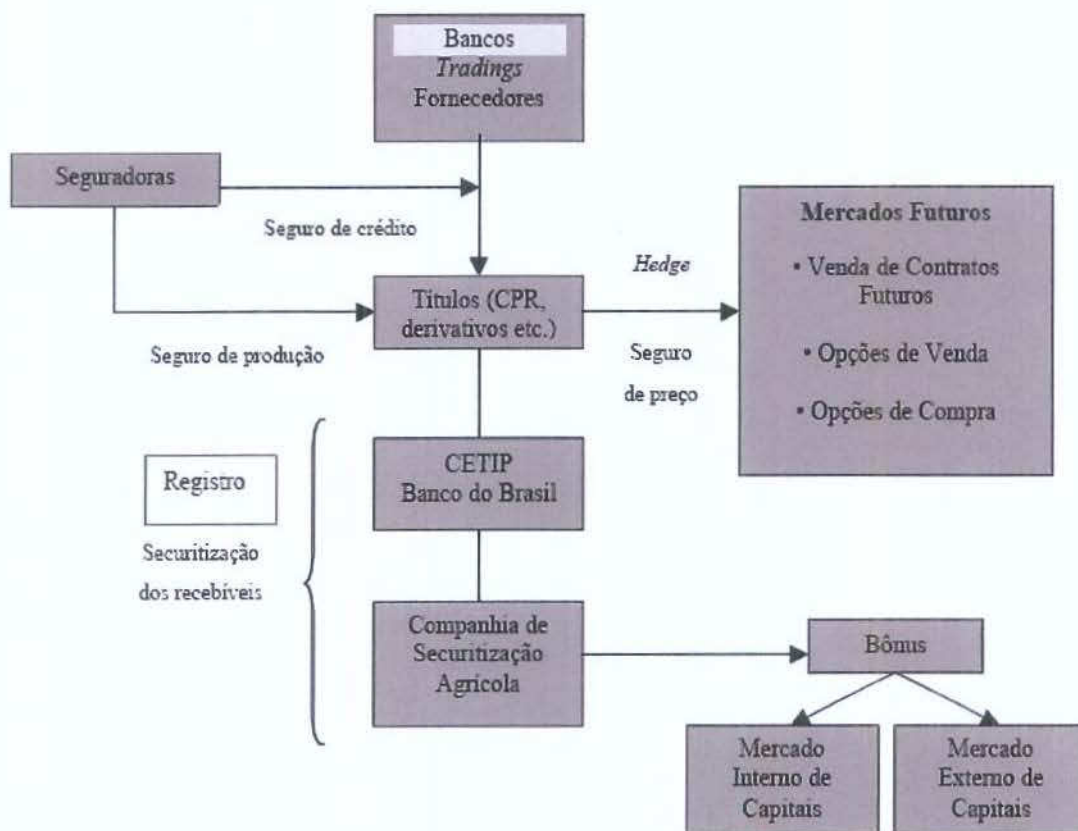 Bancos
Tradings
Fornecedores
Seguradoras
Seguro de crédito
Títulos (CPR,
derivativos etc.)
Seguro de produção
Hedge
Seguro
de preço
Mercados Futuros
• Venda de Contratos
Futuros
• Opções de Venda
• Opções de Compra
CETIP
Banco do Brasil
Registro
Securitização
dos recebíveis
Companhia de
Securitização
Agrícola
Bônus
Mercado
Interno de
Capitais
Mercado
Externo de
Capitais